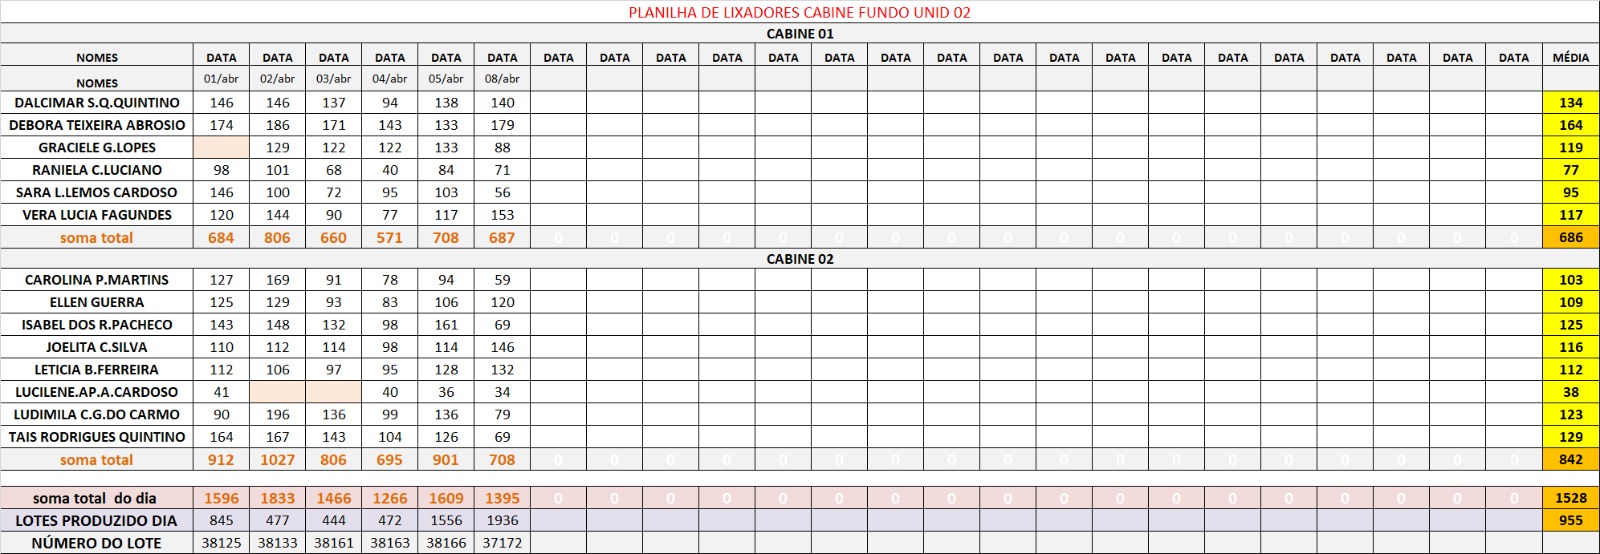 PLANILHA DE LIXADORES CABINE FUNDO UNID 02
CABINE 01
NOMES DATA DATA DATA DATA DATA DATA DATA DATA DATA DATA DATA DATA DATA DATA DATA DATA DATA DATA DATA DATA DATA DATA DATA DATA MÉDIA
NOMES 01/abr 02/abr 03/abr 04/abr 05/abr 08/abr
DALCIMAR S.Q.QUINTINO 146 146 137 94 138 140 134
DEBORA TEIXEIRA ABROSIO 174 186 171 143 133 179 164
GRACIELE G.LOPES 129 122 122 133 88 119
RANIELA C.LUCIANO 98 101 68 40 84 71 77
SARA L.LEMOS CARDOSO 146 100 72 95 103 56 95
VERA LUCIA FAGUNDES 120 144 90 77 117 153 117
soma total 684 806 660 571 708 687 0 0 0 0 0 0 0 0 0 0 0 0 0 0 0 0 0 0 686
CABINE 02
CAROLINA P.MARTINS 127 169 91 78 94 59 103
ELLEN GUERRA 125 129 93 83 106 120 109
ISABEL DOS R.PACHECO 143 148 132 98 161 69 125
JOELITA C.SILVA 110 112 114 98 114 146 116
LETICIA B.FERREIRA 112 106 97 95 128 132 112
LUCILENE.AP.A.CARDOSO 41 40 36 34 38
LUDIMILA C.G.DO CARMO 90 196 136 99 136 79 123
TAIS RODRIGUES QUINTINO 164 167 143 104 126 69 129
soma total 912 1027 806 695 901 708 0 0 0 0 0 0 0 0 0 0 0 0 0 0 0 0 0 0 842
soma total do dia 1596 1833 1466 1266 1609 1395 0 0 0 0 0 0 0 0 0 0 0 0 0 0 0 0 0 0 1528
LOTES PRODUZIDO DIA 845 477 444 472 1556 1936 955
NÚMERO DO LOTE 38125 38133 38161 38163 38166 37172